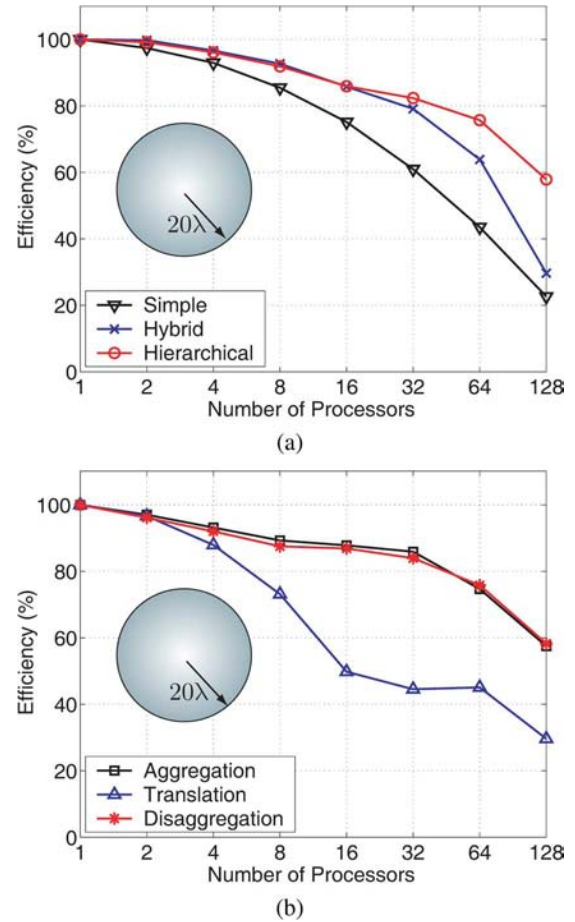 100
80
60
40
20
0
Efficiency (%)
20λ
Simple
Hybrid
Hierarchical
1 2 4 8 16 32 64 128
Number of Processors
(a)
100
80
60
40
20
0
Efficiency (%)
20λ
Aggregation
Translation
Disaggregation
1 2 4 8 16 32 64 128
Number of Processors
(b)